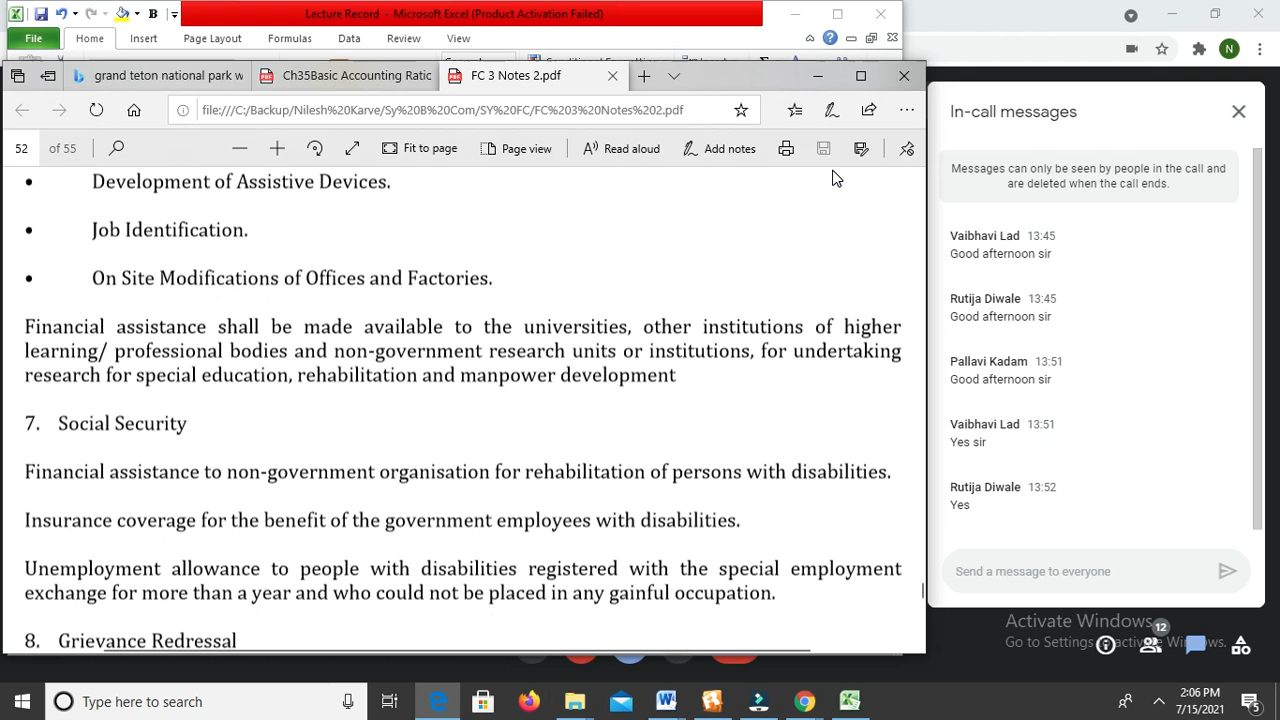 Lecture Record - Microsoft Excel (Product Activation Failed)
File Home Insert Page Layout Formulas Data Review View
grand teton national park w
Ch35Basic Accounting Ratic
FC 3 Notes 2.pdf
file:///C:/Backup/Nilesh%20Karve/Sy%20B%20Com/SY%20FC/FC%203%20Notes%202.pdf
52 of 55 Fit to page Page view Read aloud Add notes
• Development of Assistive Devices.
• Job Identification.
• On Site Modifications of Offices and Factories.
Financial assistance shall be made available to the universities, other institutions of higher
learning/ professional bodies and non-government research units or institutions, for undertaking
research for special education, rehabilitation and manpower development
7. Social Security
Financial assistance to non-government organisation for rehabilitation of persons with disabilities.
Insurance coverage for the benefit of the government employees with disabilities.
Unemployment allowance to people with disabilities registered with the special employment
exchange for more than a year and who could not be placed in any gainful occupation.
8. Grievance Redressal
N
In-call messages
Messages can only be seen by people in the call and
are deleted when the call ends.
Vaibhavi Lad 13:45
Good afternoon sir
Rutija Diwale 13:45
Good afternoon sir
Pallavi Kadam 13:51
Good afternoon sir
Vaibhavi Lad 13:51
Yes sir
Rutija Diwale 13:52
Yes
Send a message to everyone
Activate Windows
Go to Settings to activate Windows.
12
Type here to search
2:06 PM
7/15/2021
5